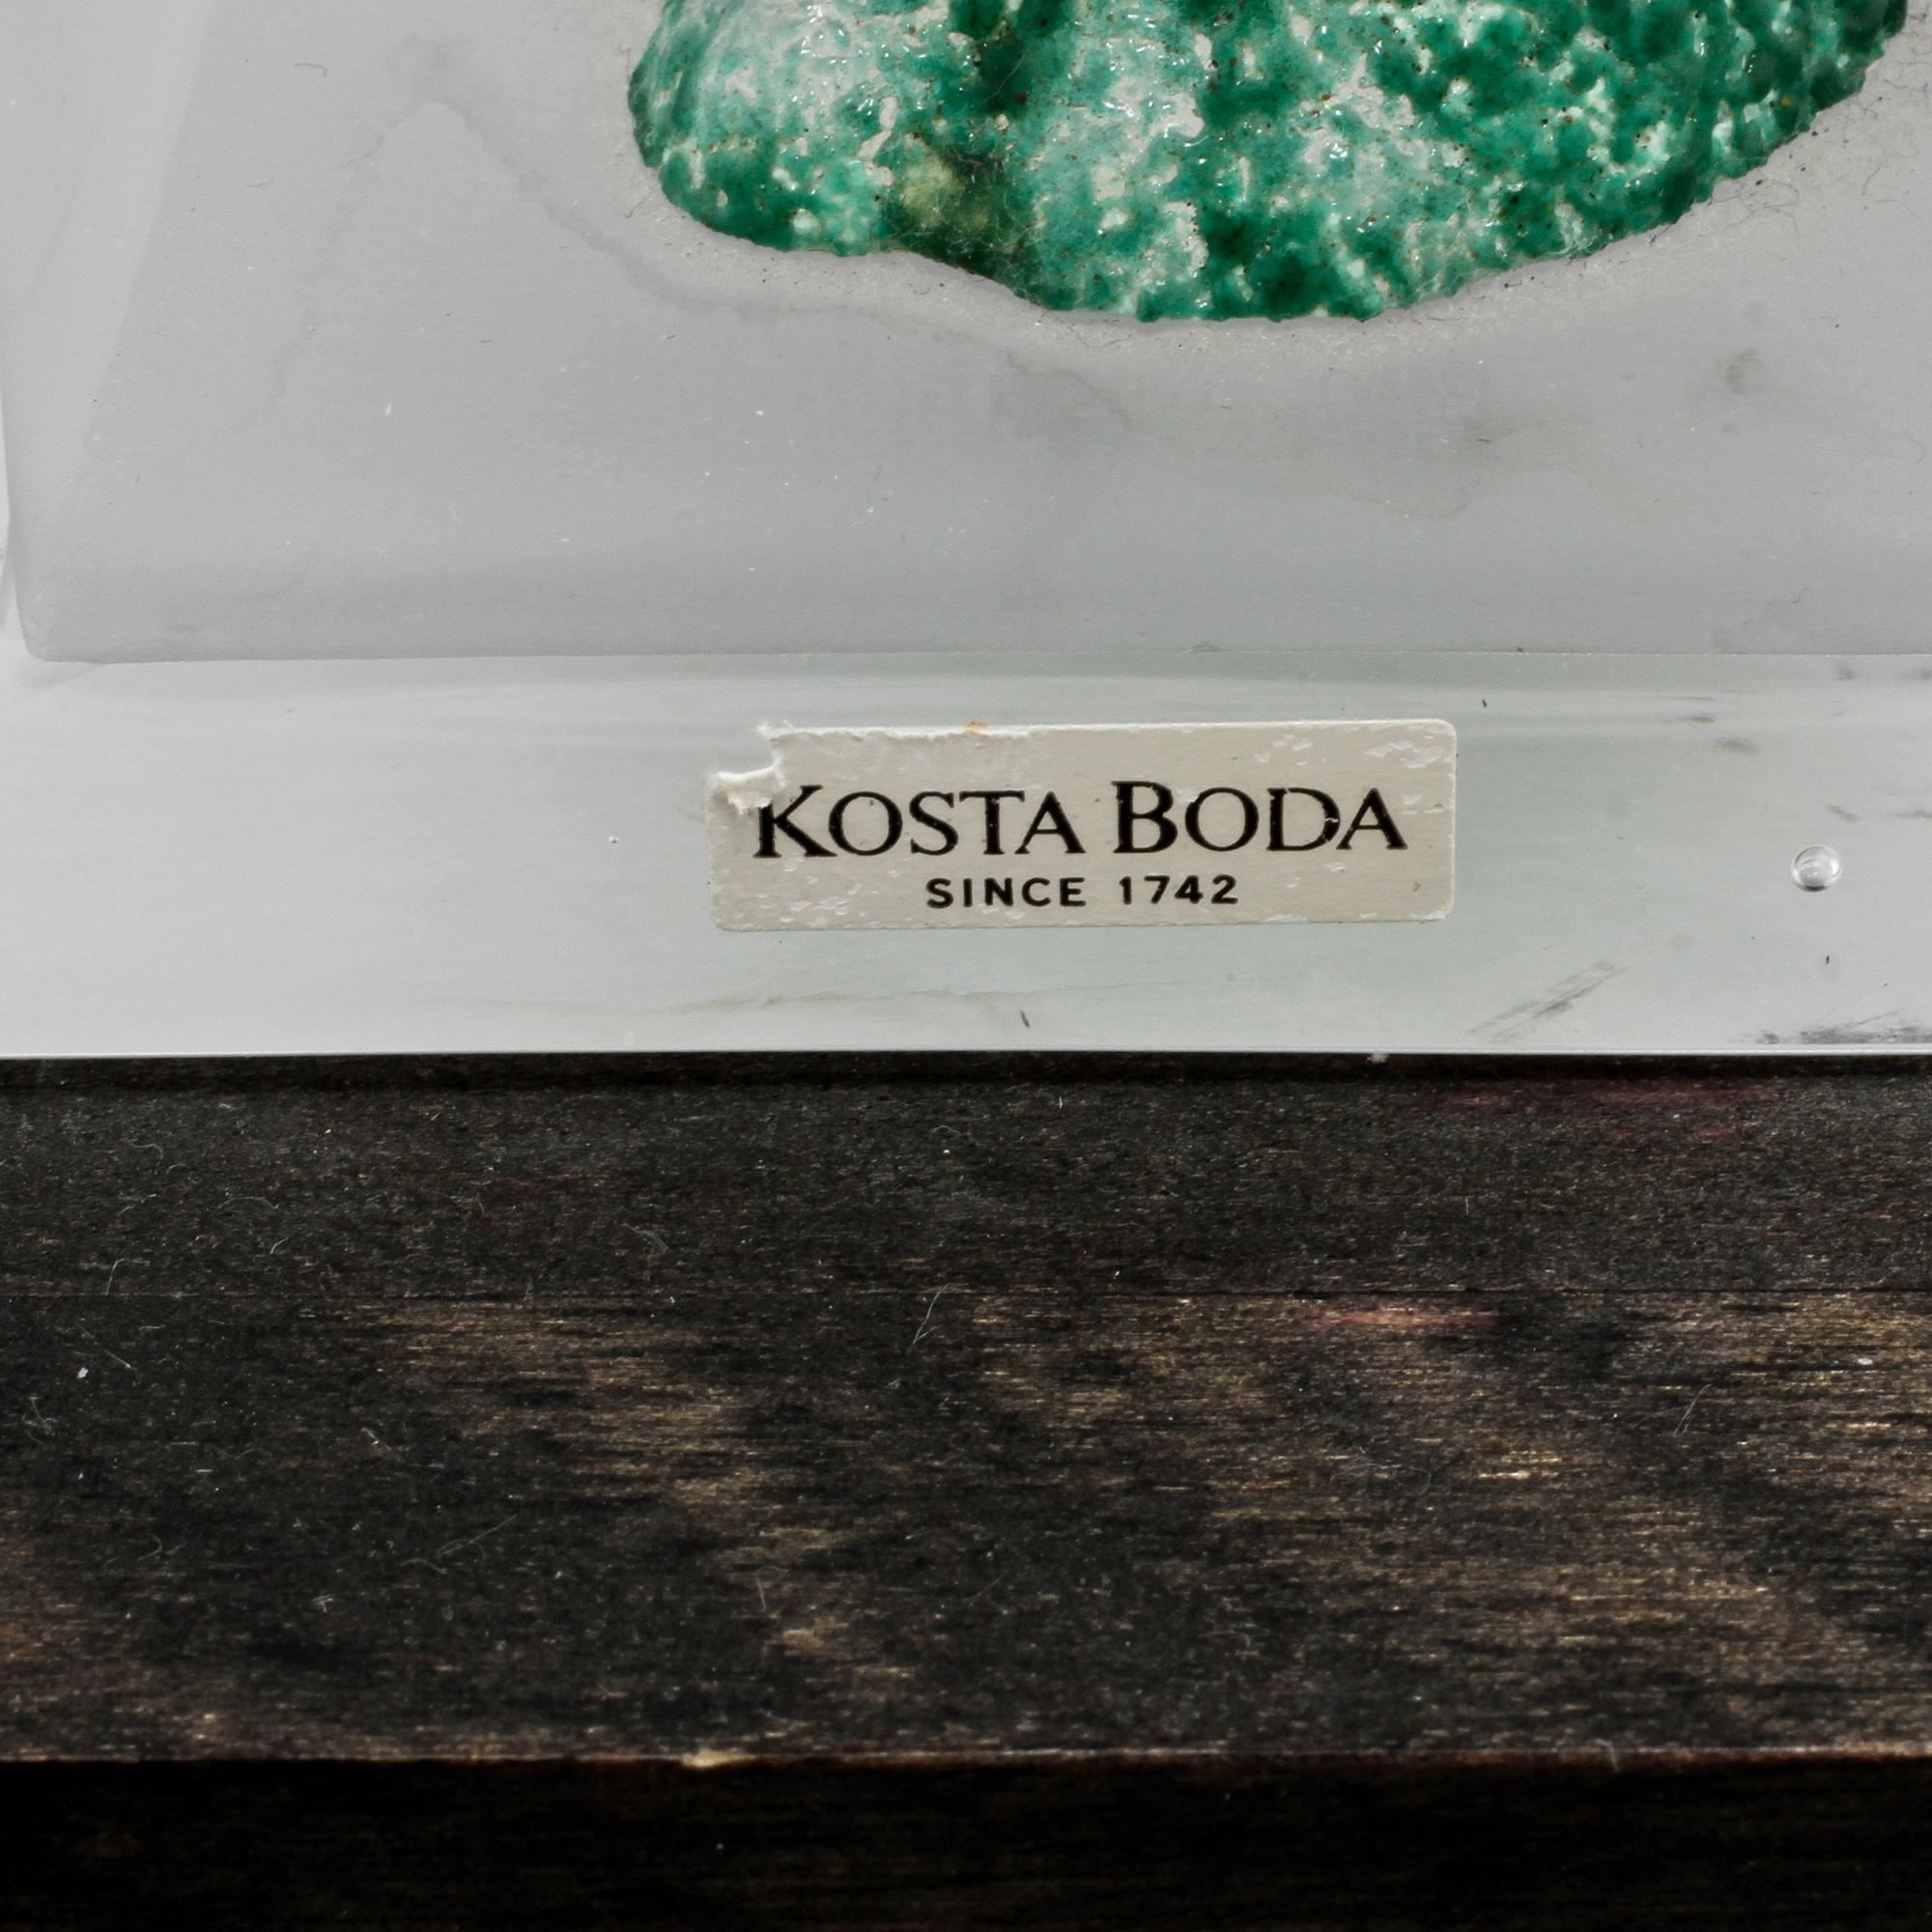 KOSTA BODA
SINCE 1742